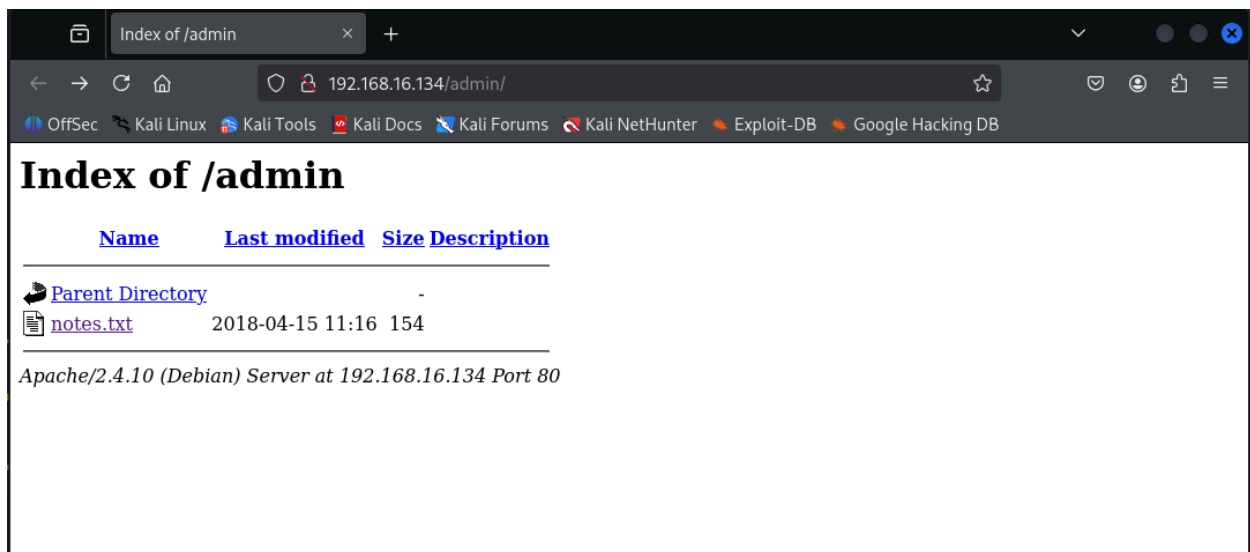 Index of /admin
192.168.16.134/admin/
OffSec Kali Linux Kali Tools Kali Docs Kali Forums Kali NetHunter Exploit-DB Google Hacking DB
Index of /admin
Name Last modified Size Description
Parent Directory -
notes.txt 2018-04-15 11:16 154
Apache/2.4.10 (Debian) Server at 192.168.16.134 Port 80